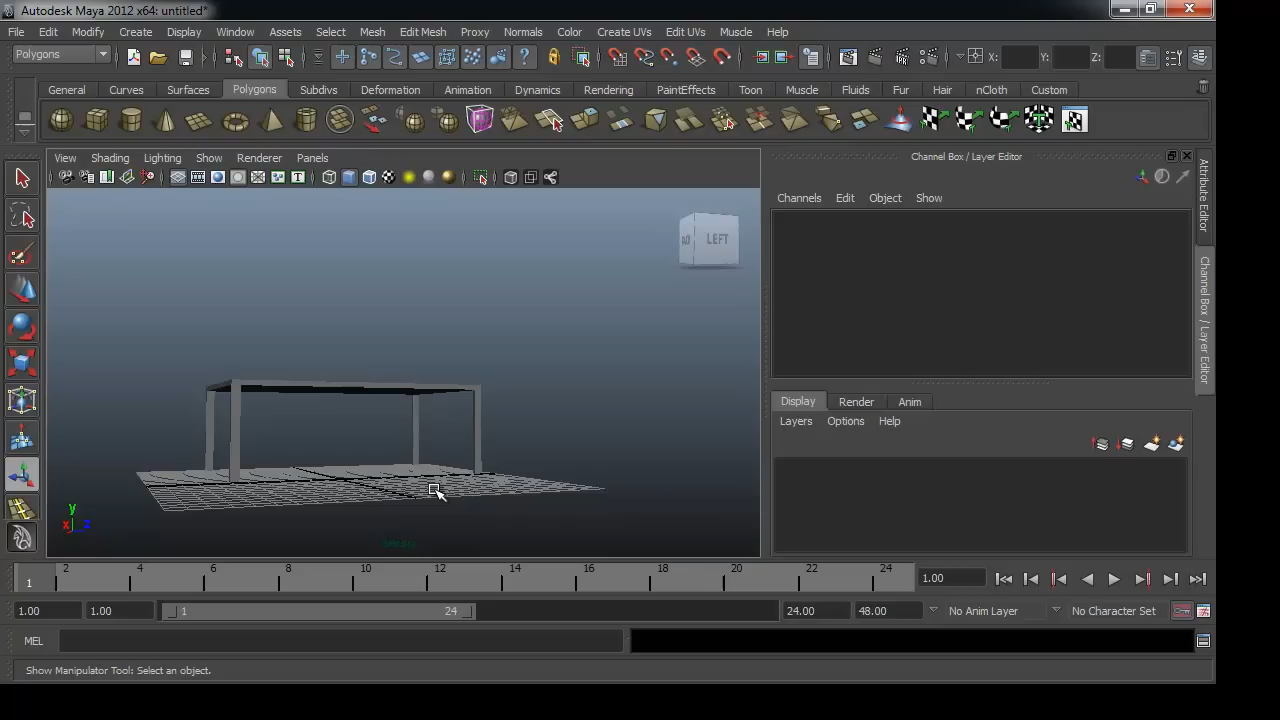 Autodesk Maya 2012 x64: untitled*
File Edit Modify Create Display Window Assets Select Mesh Edit Mesh Proxy Normals Color Create UVs Edit UVs Muscle Help
Polygons X: Y: Z:
General Curves Surfaces Polygons Subdivs Deformation Animation Dynamics Rendering PaintEffects Toon Muscle Fluids Fur Hair nCloth Custom
View Shading Lighting Show Renderer Panels
Channel Box / Layer Editor
Channels Edit Object Show
LEFT
Attribute Editor
Channel Box / Layer Editor
Display Render Anim
Layers Options Help
y
x z
1 2 4 6 8 10 12 14 16 18 20 22 24 1.00
1.00 1.00 1 24 24.00 48.00 No Anim Layer No Character Set
MEL
Show Manipulator Tool: Select an object.